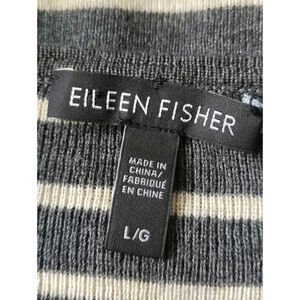 EILEEN FISHER
MADE IN
CHINA/
FABRIQUÉ
EN CHINE
L/G